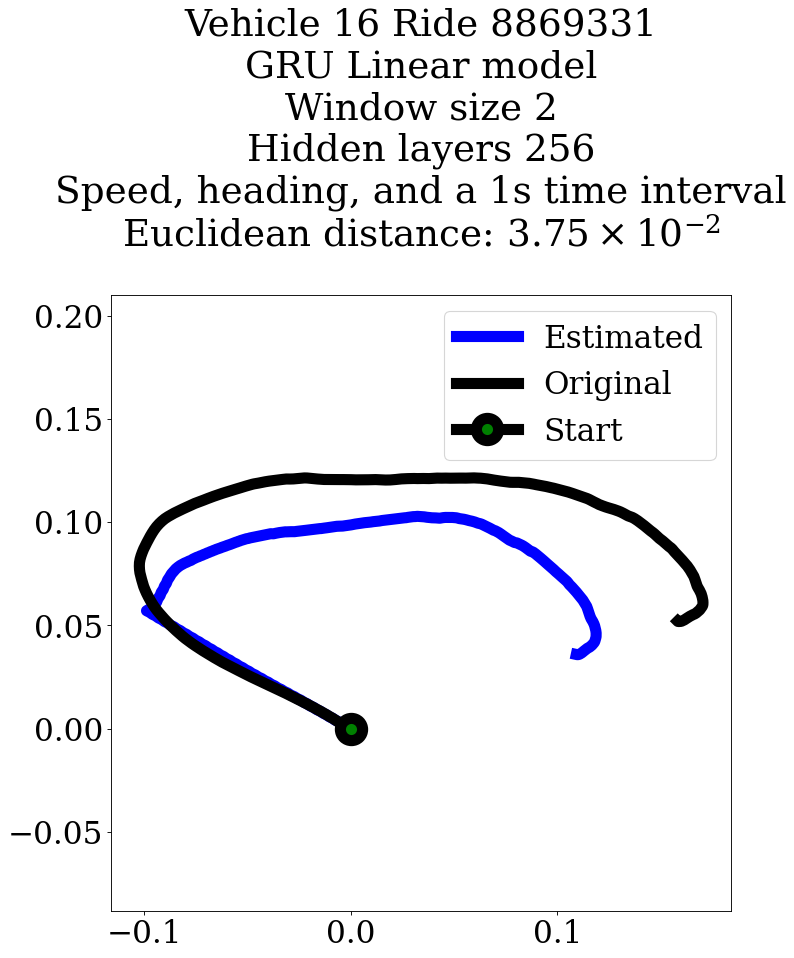 Vehicle 16 Ride 8869331
GRU Linear model
Window size 2
Hidden layers 256
Speed, heading, and a 1s time interval
Euclidean distance: 3.75 × 10⁻²
Estimated
Original
Start
0.20
0.15
0.10
0.05
0.00
−0.05
−0.1 0.0 0.1